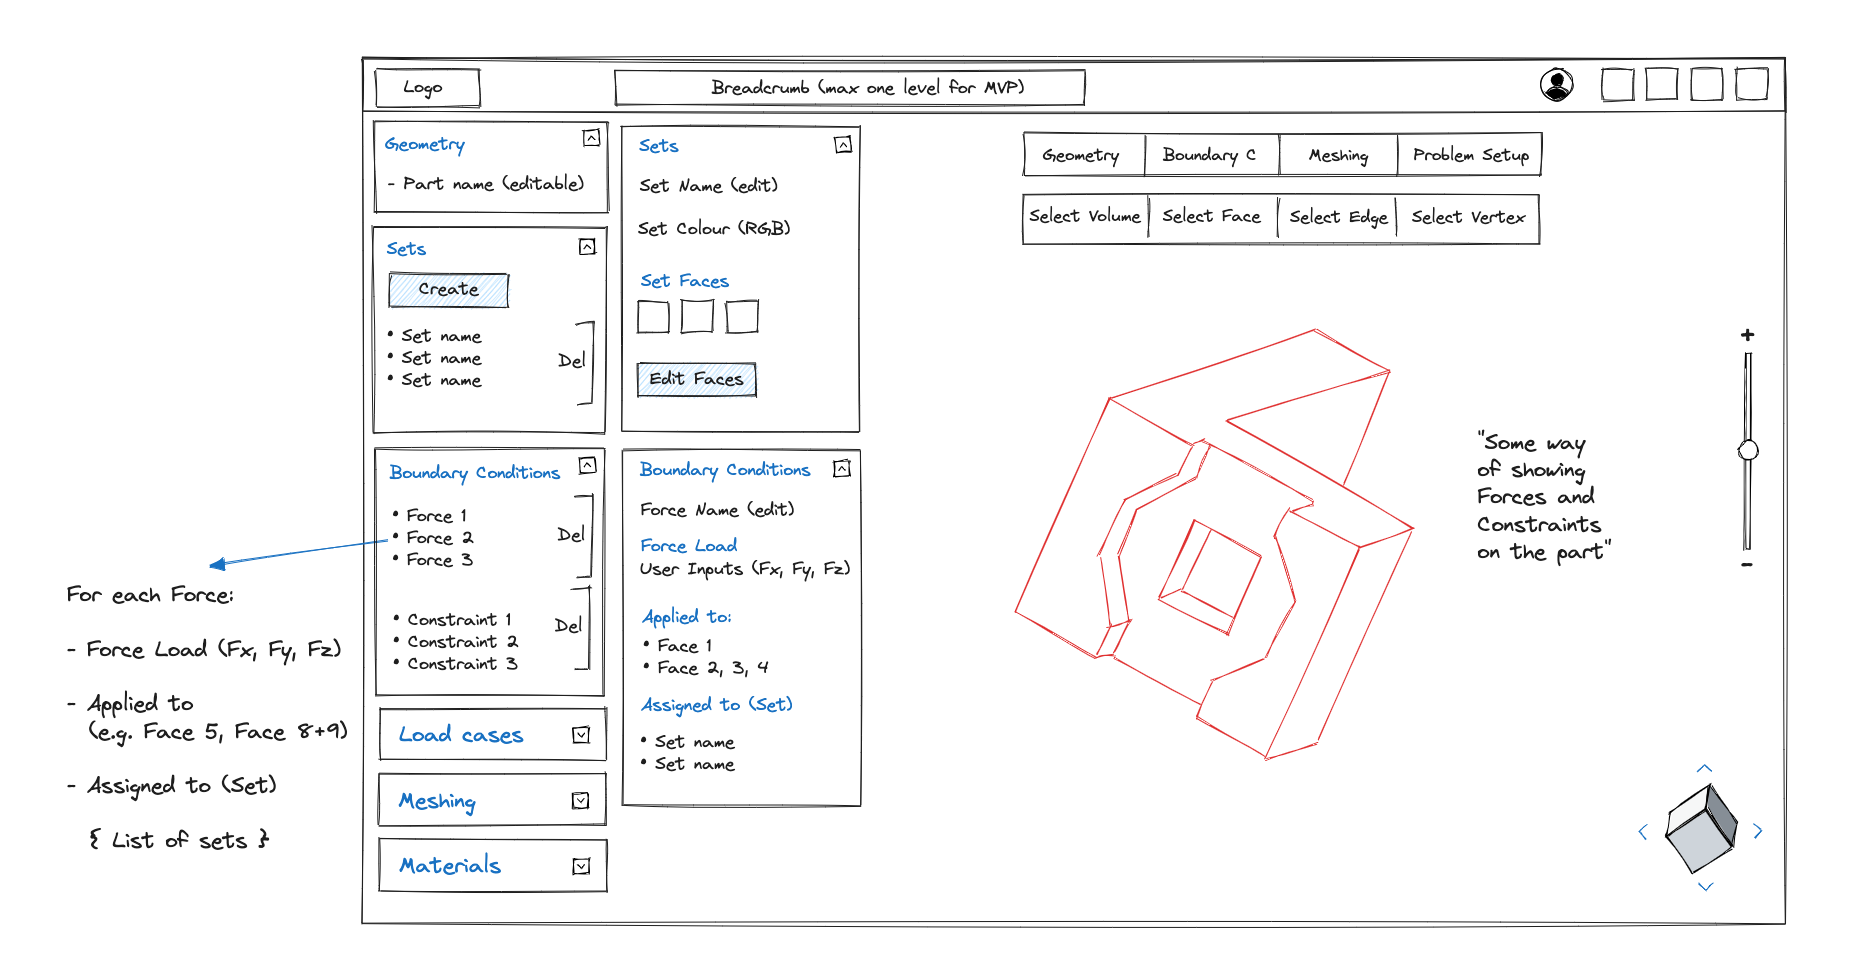 Logo
Breadcrumb (max one level for MVP)
Geometry
- Part name (editable)
Sets
Create
• Set name
• Set name
• Set name
Del
Boundary Conditions
• Force 1
• Force 2
• Force 3
Del
• Constraint 1
• Constraint 2
• Constraint 3
Del
Load cases
Meshing
Materials
Sets
Set Name (edit)
Set Colour (RGB)
Set Faces
Edit Faces
Boundary Conditions
Force Name (edit)
Force Load
User Inputs (Fx, Fy, Fz)
Applied to:
• Face 1
• Face 2, 3, 4
Assigned to (Set)
• Set name
• Set name
Geometry
Boundary C
Meshing
Problem Setup
Select Volume
Select Face
Select Edge
Select Vertex
"Some way
of showing
Forces and
Constraints
on the part"
+
-
For each Force:
- Force Load (Fx, Fy, Fz)
- Applied to
(e.g. Face 5, Face 8+9)
- Assigned to (Set)
{ List of sets }